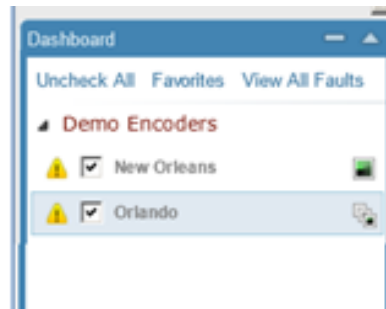 Dashboard
Uncheck All Favorites View All Faults
Demo Encoders
New Orleans
Orlando